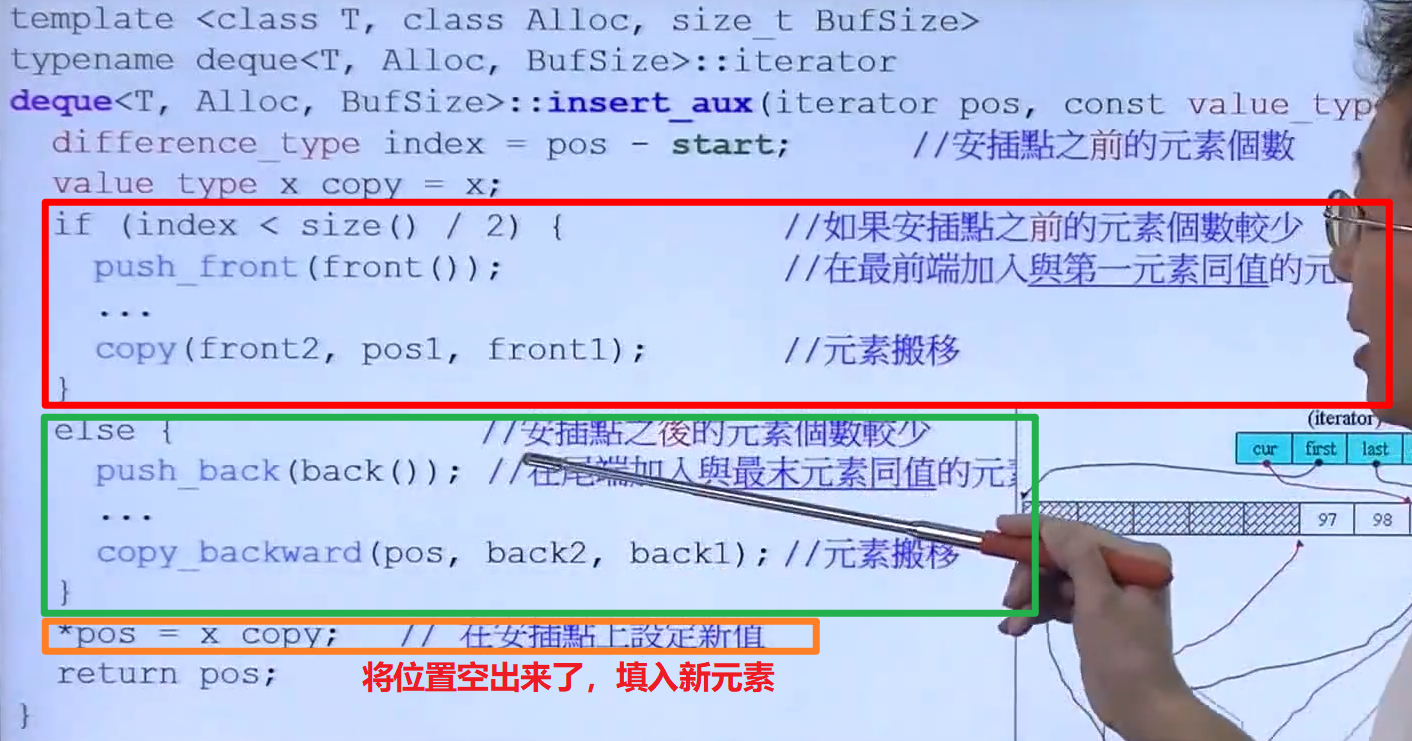 template <class T, class Alloc, size_t BufSize>
typename deque<T, Alloc, BufSize>::iterator
deque<T, Alloc, BufSize>::insert_aux(iterator pos, const value_typ
difference_type index = pos - start; //安插點之前的元素個數
value_type x_copy = x;
if (index < size() / 2) { //如果安插點之前的元素個數較少
push_front(front()); //在最前端加入與第一元素同值的元
...
copy(front2, pos1, front1); //元素搬移
}
else { //安插點之後的元素個數較少
push_back(back()); //在尾端加入與最末元素同值的元素
...
copy_backward(pos, back2, back1); //元素搬移
}
*pos = x_copy; // 在安插點上設定新值
return pos;
}
将位置空出来了，填入新元素
(iterator)
cur first last
97 98